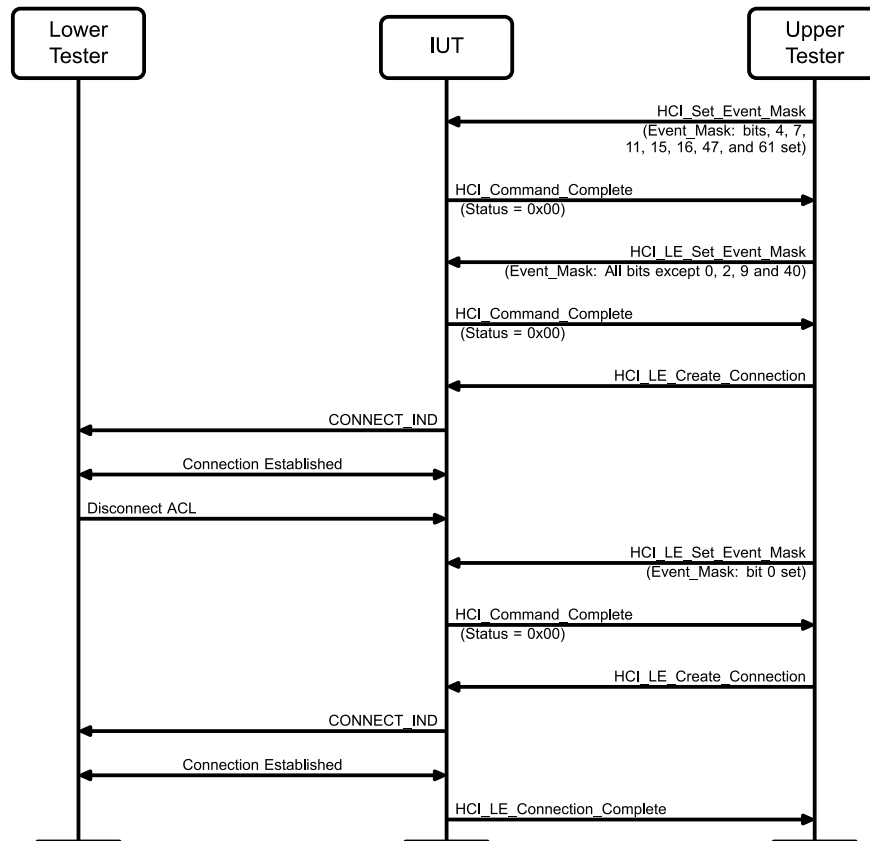 Lower
Tester
IUT
Upper
Tester
HCI_Set_Event_Mask
(Event_Mask: bits, 4, 7,
11, 15, 16, 47, and 61 set)
HCI_Command_Complete
(Status = 0x00)
HCI_LE_Set_Event_Mask
(Event_Mask: All bits except 0, 2, 9 and 40)
HCI_Command_Complete
(Status = 0x00)
HCI_LE_Create_Connection
CONNECT_IND
Connection Established
Disconnect ACL
HCI_LE_Set_Event_Mask
(Event_Mask: bit 0 set)
HCI_Command_Complete
(Status = 0x00)
HCI_LE_Create_Connection
CONNECT_IND
Connection Established
HCI_LE_Connection_Complete